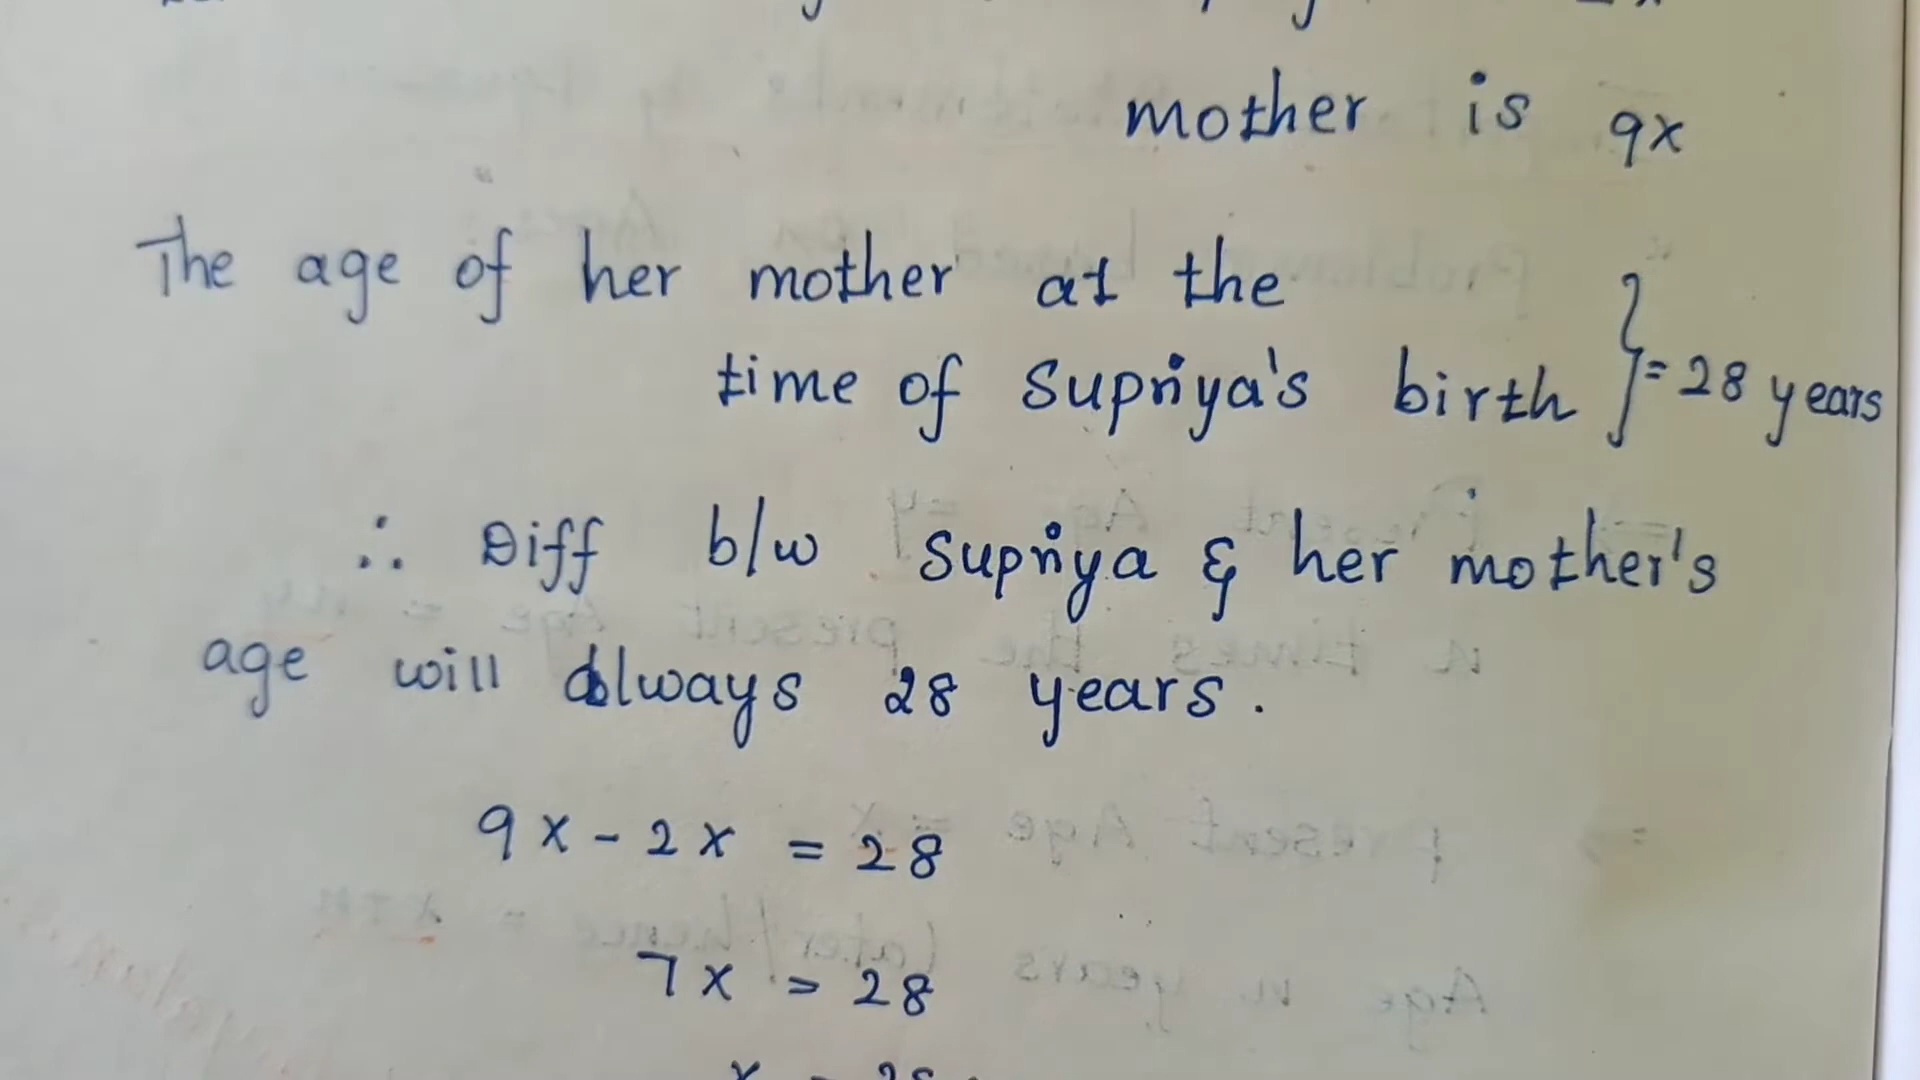 mother is 9x
The age of her mother at the
time of Supriya's birth } = 28 years
∴ Diff b/w Supriya & her mother's
age will always 28 years.
9x - 2x = 28
7x = 28